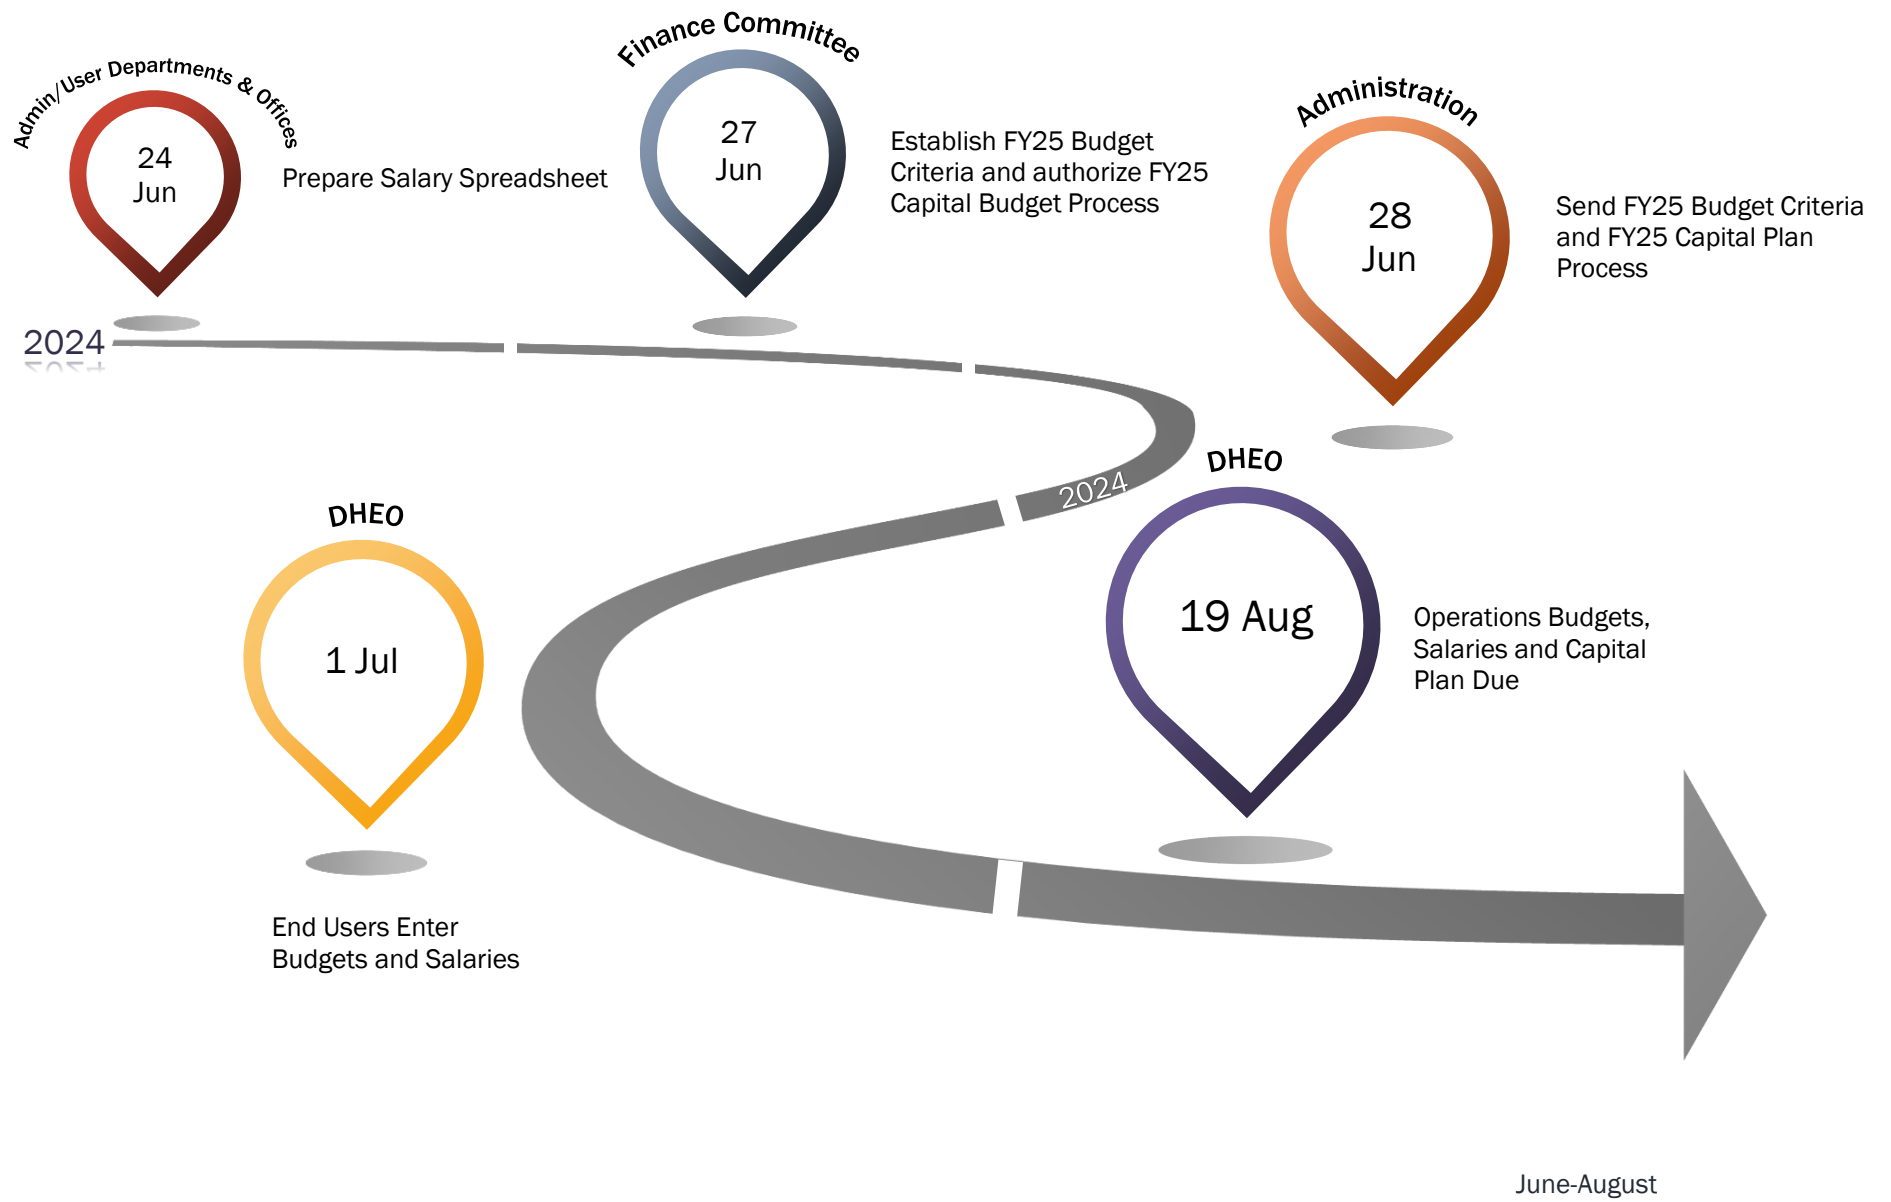 Admin/User Departments & Offices
24
Jun
Prepare Salary Spreadsheet
Finance Committee
27
Jun
Establish FY25 Budget
Criteria and authorize FY25
Capital Budget Process
Administration
28
Jun
Send FY25 Budget Criteria
and FY25 Capital Plan
Process
2024
2024
DHEO
1 Jul
End Users Enter
Budgets and Salaries
DHEO
19 Aug
Operations Budgets,
Salaries and Capital
Plan Due
June-August